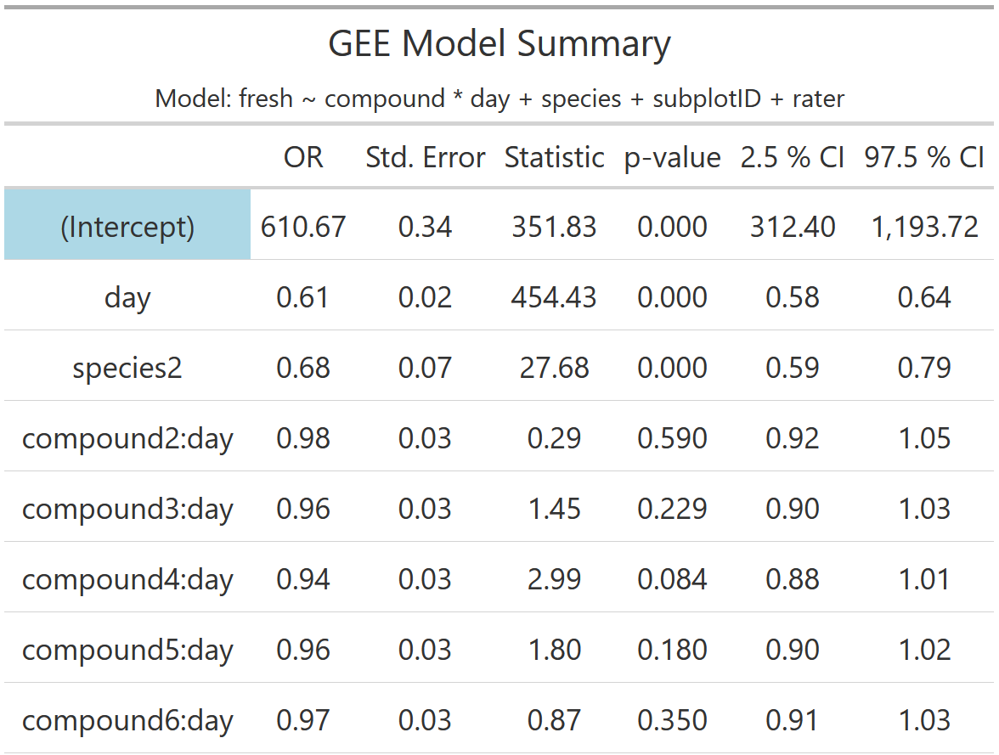 GEE Model Summary
Model: fresh ~ compound * day + species + subplotID + rater
OR Std. Error Statistic p-value 2.5 % CI 97.5 % CI
(Intercept) 610.67 0.34 351.83 0.000 312.40 1,193.72
day 0.61 0.02 454.43 0.000 0.58 0.64
species2 0.68 0.07 27.68 0.000 0.59 0.79
compound2:day 0.98 0.03 0.29 0.590 0.92 1.05
compound3:day 0.96 0.03 1.45 0.229 0.90 1.03
compound4:day 0.94 0.03 2.99 0.084 0.88 1.01
compound5:day 0.96 0.03 1.80 0.180 0.90 1.02
compound6:day 0.97 0.03 0.87 0.350 0.91 1.03